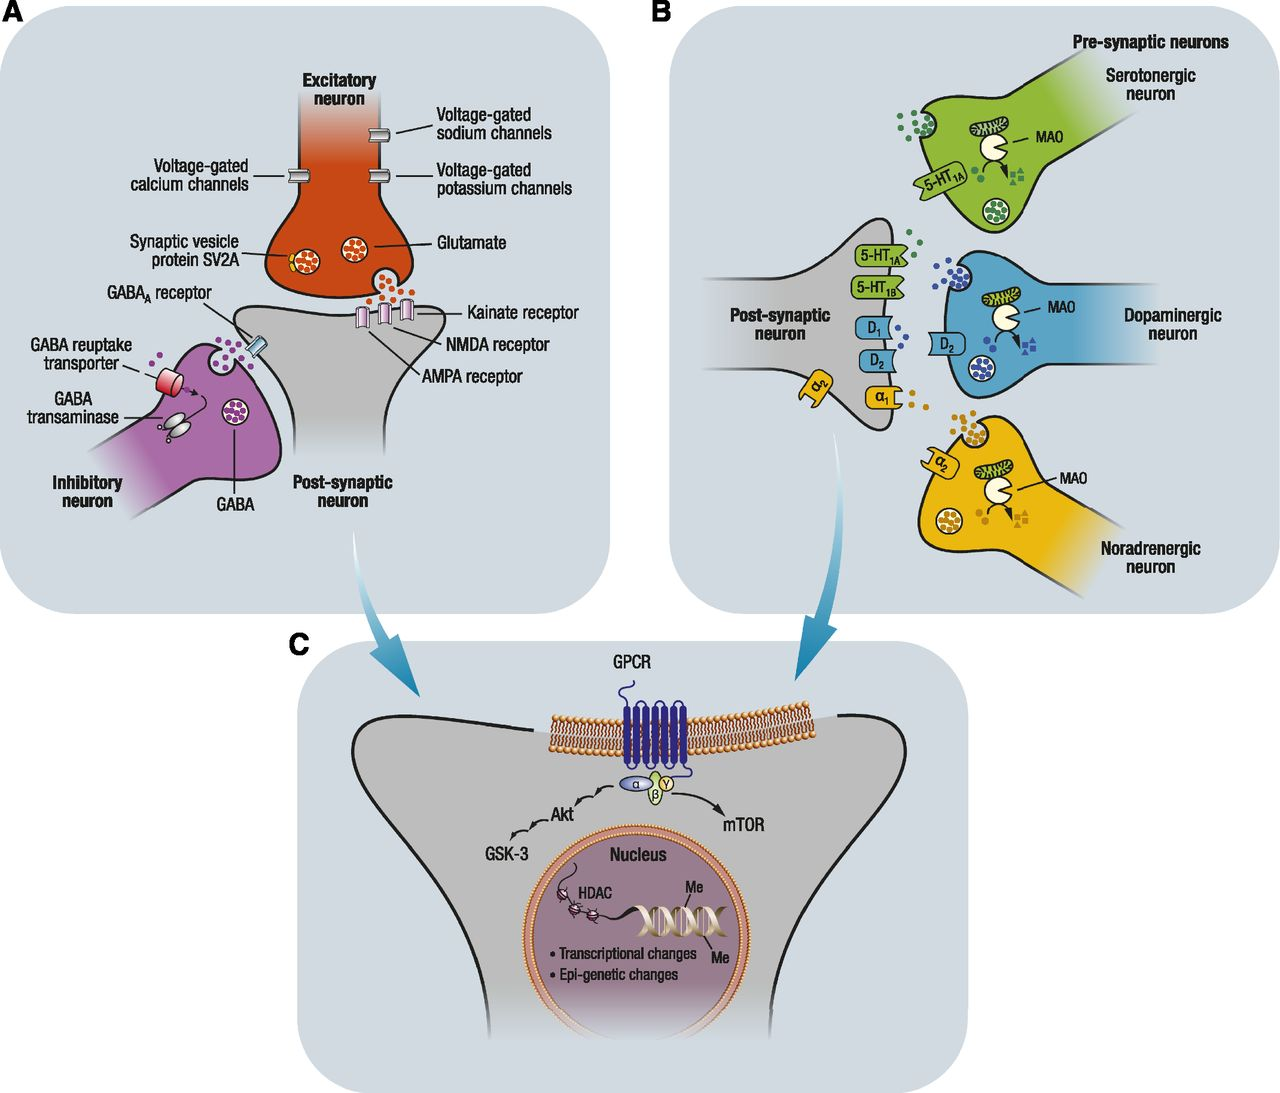 A
Excitatory
neuron
Voltage-gated
sodium channels
Voltage-gated
calcium channels
Voltage-gated
potassium channels
Synaptic vesicle
protein SV2A
Glutamate
GABAA receptor
Kainate receptor
GABA reuptake
transporter
NMDA receptor
AMPA receptor
GABA
transaminase
Inhibitory
neuron
GABA
Post-synaptic
neuron
B
Pre-synaptic neurons
Serotonergic
neuron
MAO
5-HT1A
5-HT1A
5-HT1B
Post-synaptic
neuron
D1
D2
α2
α1
MAO
D2
Dopaminergic
neuron
α2
MAO
Noradrenergic
neuron
C
GPCR
α
β
γ
Akt
mTOR
GSK-3
Nucleus
HDAC
Me
• Transcriptional changes
Me
• Epi-genetic changes